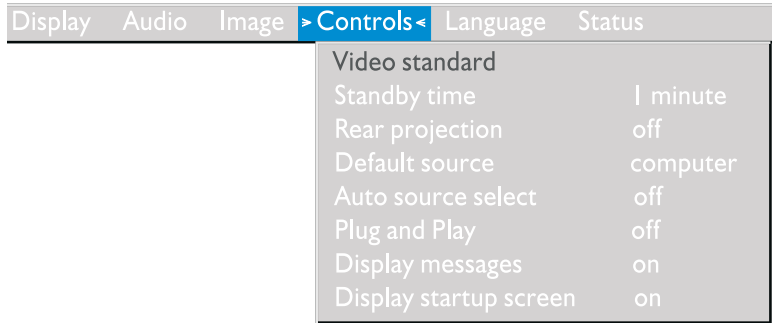 Display Audio Image > Controls < Language Status
Video standard
Standby time 1 minute
Rear projection off
Default source computer
Auto source select off
Plug and Play off
Display messages on
Display startup screen on